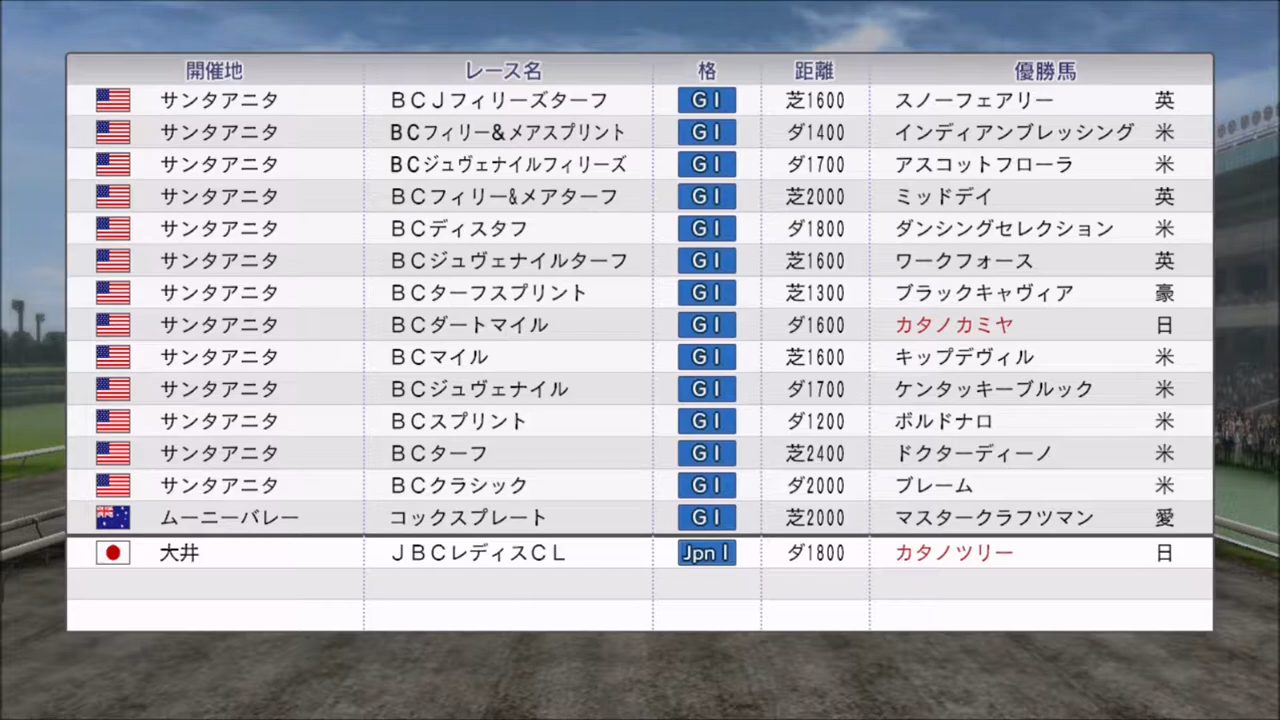 開催地 レース名 格 距離 優勝馬
サンタアニタ ＢＣＪフィリーズターフ GⅠ 芝1600 スノーフェアリー 英
サンタアニタ ＢＣフィリー＆メアスプリント GⅠ ダ1400 インディアンブレッシング 米
サンタアニタ ＢＣジュヴェナイルフィリーズ GⅠ ダ1700 アスコットフローラ 米
サンタアニタ ＢＣフィリー&メアターフ GⅠ 芝2000 ミッドデイ 英
サンタアニタ ＢＣディスタフ GⅠ ダ1800 ダンシングセレクション 米
サンタアニタ ＢＣジュヴェナイルターフ GⅠ 芝1600 ワークフォース 英
サンタアニタ ＢＣターフスプリント GⅠ 芝1300 ブラックキャヴィア 豪
サンタアニタ ＢＣダートマイル GⅠ ダ1600 カタノカミヤ 日
サンタアニタ ＢＣマイル GⅠ 芝1600 キップデヴィル 米
サンタアニタ ＢＣジュヴェナイル GⅠ ダ1700 ケンタッキーブルック 米
サンタアニタ ＢＣスプリント GⅠ ダ1200 ボルドナロ 米
サンタアニタ ＢＣターフ GⅠ 芝2400 ドクターディーノ 米
サンタアニタ ＢＣクラシック GⅠ ダ2000 ブレーム 米
ムーニーバレー コックスプレート GⅠ 芝2000 マスタークラフツマン 愛
大井 ＪＢＣレディスＣＬ JpnⅠ ダ1800 カタノツリー 日